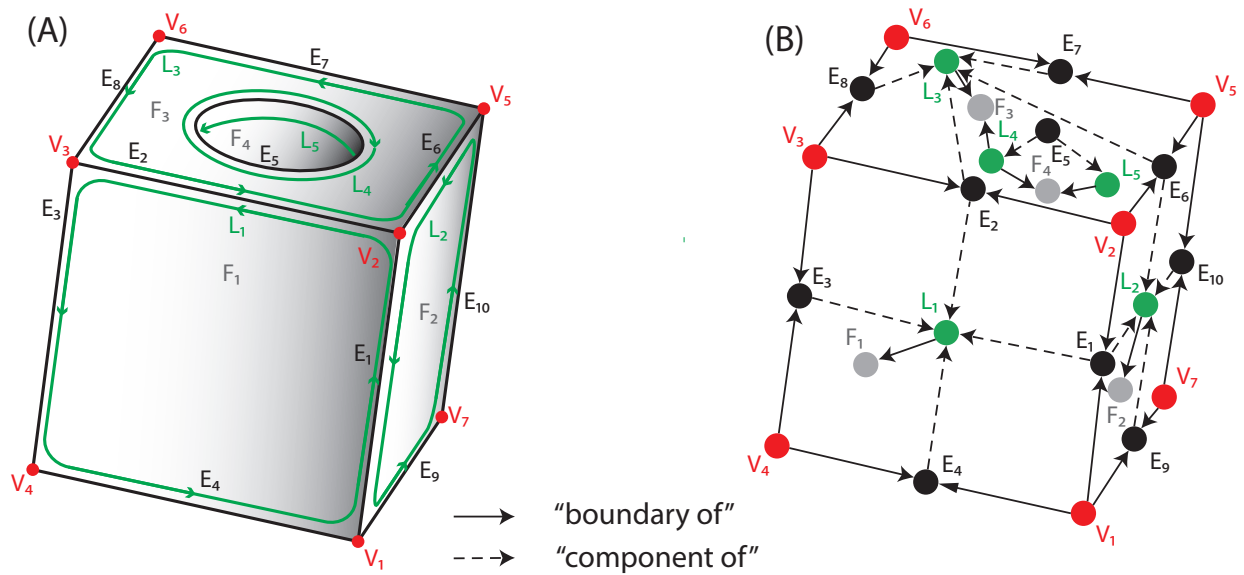 (A)
V₆
E₇
L₃
E₈
V₅
F₃
F₄
L₅
E₆
E₅
V₃
E₂
L₄
E₃
L₁
V₂
L₂
F₁
F₂
E₁₀
E₁
V₇
V₄
E₄
E₉
V₁
(B)
V₆
E₇
E₈
L₃
V₅
F₃
L₄
E₅
V₃
F₄
L₅
E₆
E₂
V₂
E₃
E₁₀
L₁
L₂
F₁
E₁
V₇
F₂
V₄
E₄
E₉
V₁
“boundary of”
“component of”